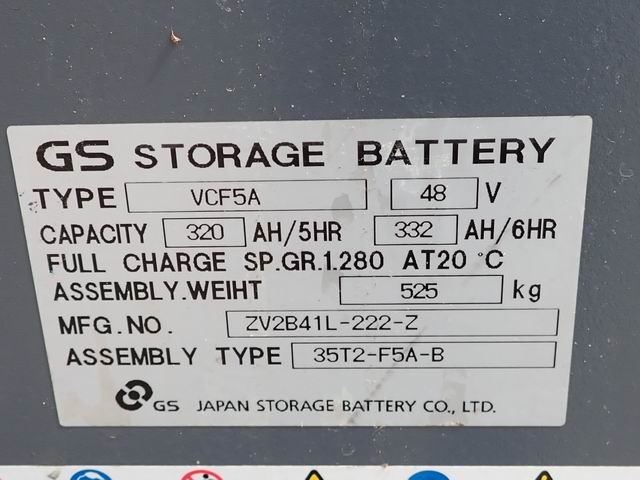 GS STORAGE BATTERY
TYPE VCF5A 48 V
CAPACITY 320 AH/5HR 332 AH/6HR
FULL CHARGE SP.GR.1.280 AT20 °C
ASSEMBLY.WEIHT 525 kg
MFG.NO. ZV2B41L-222-Z
ASSEMBLY TYPE 35T2-F5A-B
GS JAPAN STORAGE BATTERY CO., LTD.